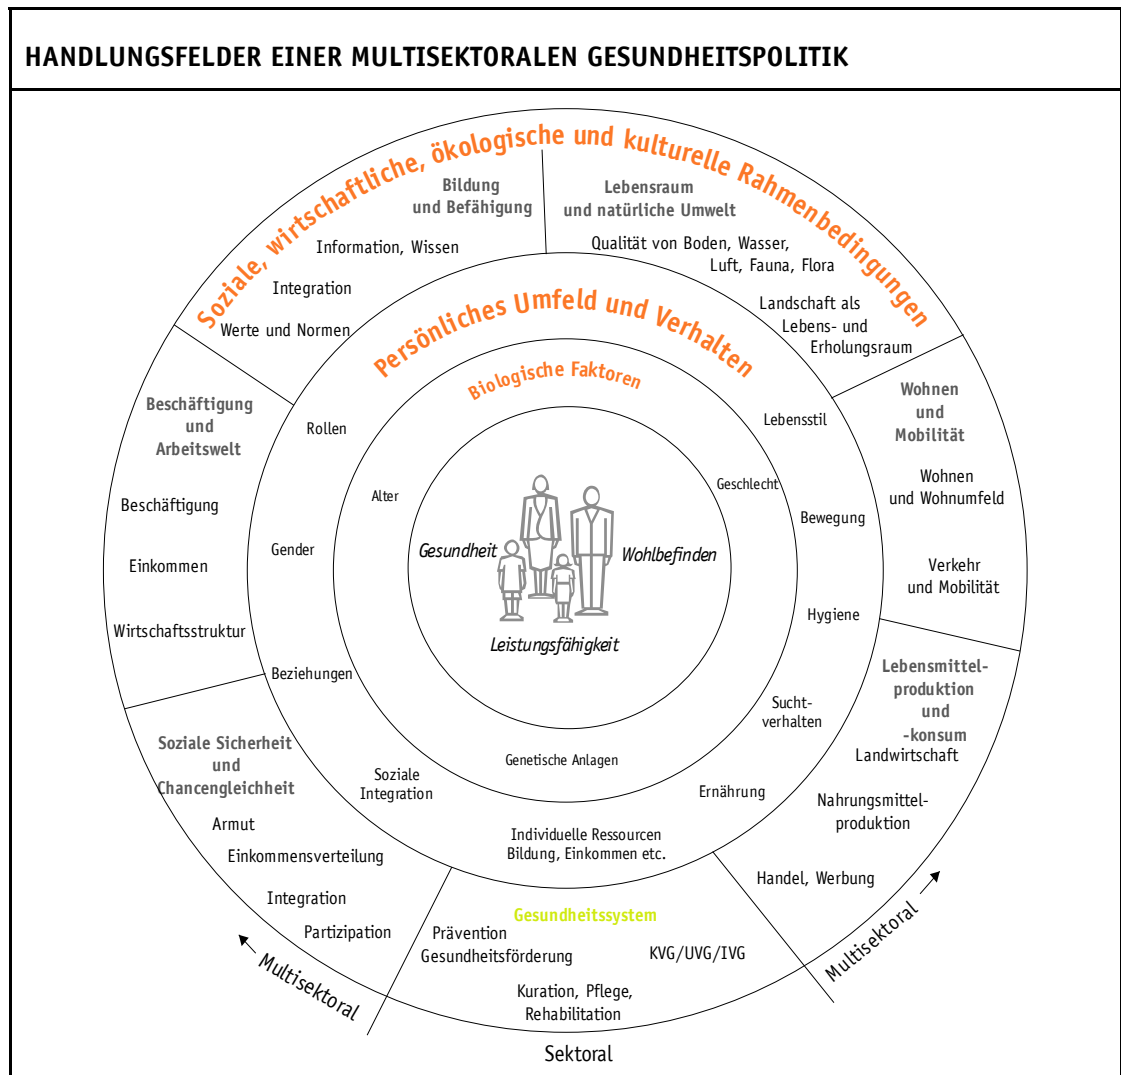 HANDLUNGSFELDER EINER MULTISEKTORALEN GESUNDHEITSPOLITIK
Soziale, wirtschaftliche, ökologische und kulturelle Rahmenbedingungen
Bildung
und Befähigung
Information, Wissen
Integration
Werte und Normen
Lebensraum
und natürliche Umwelt
Qualität von Boden, Wasser,
Luft, Fauna, Flora
Landschaft als
Lebens- und
Erholungsraum
Wohnen
und
Mobilität
Wohnen
und Wohnumfeld
Verkehr
und Mobilität
Lebensmittel-
produktion
und
-konsum
Landwirtschaft
Nahrungsmittel-
produktion
Handel, Werbung
Multisektoral
Gesundheitssystem
Prävention
Gesundheitsförderung
KVG/UVG/IVG
Kuration, Pflege,
Rehabilitation
Sektoral
Beschäftigung
und
Arbeitswelt
Beschäftigung
Einkommen
Wirtschaftsstruktur
Soziale Sicherheit
und
Chancengleichheit
Armut
Einkommensverteilung
Integration
Partizipation
Multisektoral
Persönliches Umfeld und Verhalten
Rollen
Gender
Beziehungen
Soziale
Integration
Individuelle Ressourcen
Bildung, Einkommen etc.
Ernährung
Sucht-
verhalten
Hygiene
Bewegung
Lebensstil
Biologische Faktoren
Alter
Geschlecht
Genetische Anlagen
Gesundheit
Wohlbefinden
Leistungsfähigkeit